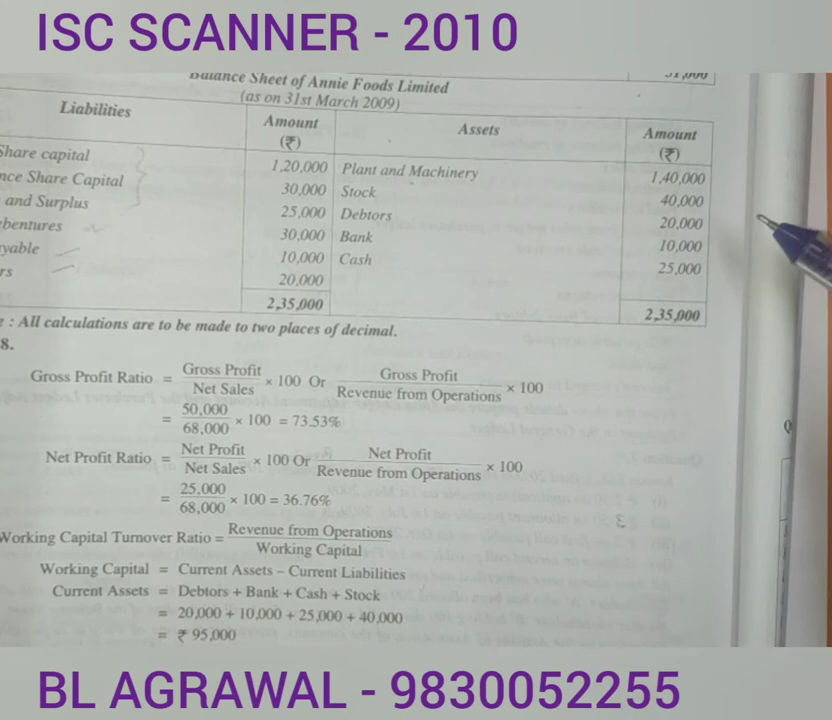 ISC SCANNER - 2010
Balance Sheet of Annie Foods Limited
(as on 31st March 2009)
Liabilities Amount (₹) Assets Amount (₹)
Share capital 1,20,000 Plant and Machinery 1,40,000
nce Share Capital 30,000 Stock 40,000
and Surplus 25,000 Debtors 20,000
bentures 30,000 Bank 10,000
yable 10,000 Cash 25,000
rs 20,000
2,35,000 2,35,000
: All calculations are to be made to two places of decimal.
8.
Gross Profit Ratio = Gross Profit / Net Sales × 100 Or Gross Profit / Revenue from Operations × 100
= 50,000 / 68,000 × 100 = 73.53%
Net Profit Ratio = Net Profit / Net Sales × 100 Or Net Profit / Revenue from Operations × 100
= 25,000 / 68,000 × 100 = 36.76%
Working Capital Turnover Ratio = Revenue from Operations / Working Capital
Working Capital = Current Assets – Current Liabilities
Current Assets = Debtors + Bank + Cash + Stock
= 20,000 + 10,000 + 25,000 + 40,000
= ₹ 95,000
BL AGRAWAL - 9830052255